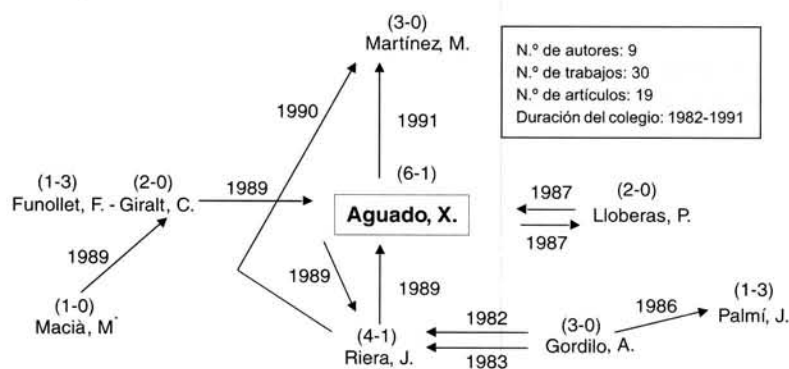 (3-0)
Martínez, M.
N.º de autores: 9
N.º de trabajos: 30
N.º de artículos: 19
Duración del colegio: 1982-1991
1990
1991
(1-3)
(2-0)
(6-1)
Funollet, F. - Giralt, C.
1989
Aguado, X.
1987
(2-0)
Lloberas, P.
1987
1989
1989
1989
(1-0)
Macià, M.
(4-1)
Riera, J.
1982
1983
(3-0)
Gordilo, A.
1986
(1-3)
Palmí, J.